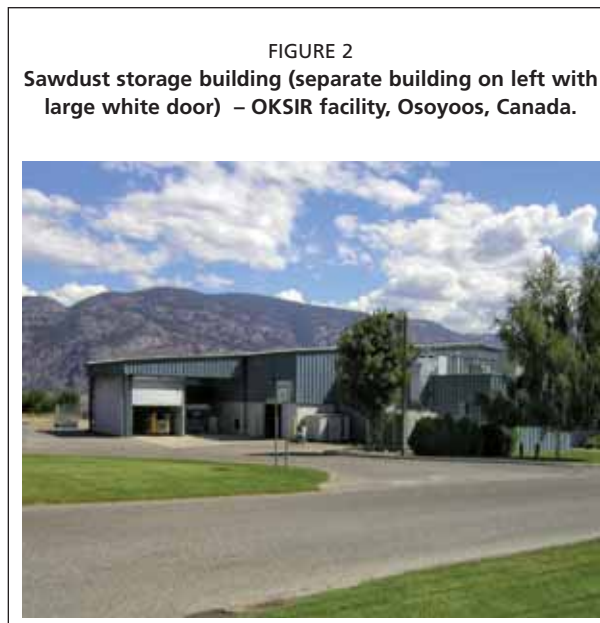 FIGURE 2
Sawdust storage building (separate building on left with
large white door) – OKSIR facility, Osoyoos, Canada.